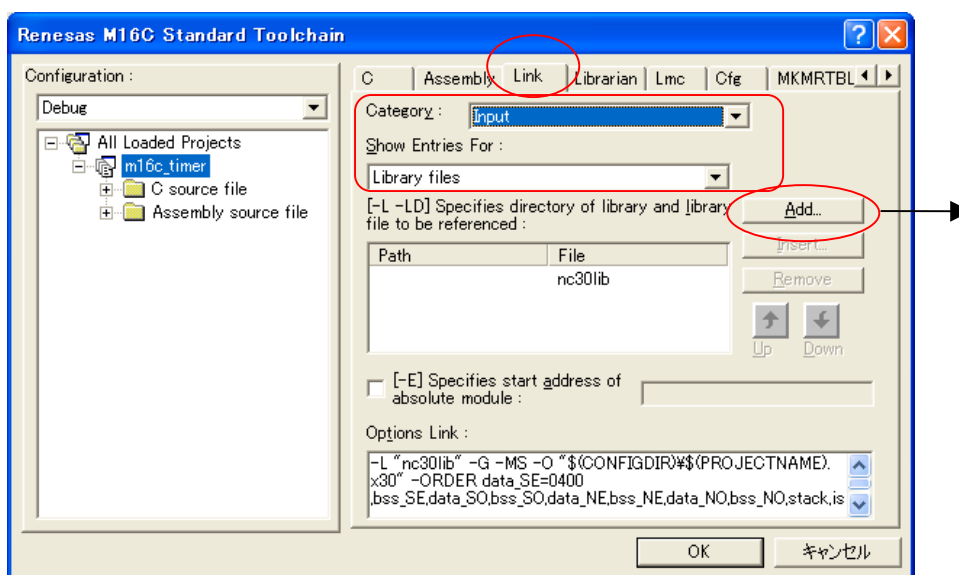 Renesas M16C Standard Toolchain
Configuration :
Debug
All Loaded Projects
m16c_timer
C source file
Assembly source file
C Assembly Link Librarian Lmc Cfg MKMRTBL
Category :
Input
Show Entries For :
Library files
[-L -LD] Specifies directory of library and library
file to be referenced :
Add...
Insert...
Remove
Path File
nc30lib
Up Down
[-E] Specifies start address of
absolute module :
Options Link :
-L "nc30lib" -G -MS -O "$(CONFIGDIR)¥$(PROJECTNAME).
x30" -ORDER data_SE=0400
,bss_SE,data_SO,bss_SO,data_NE,bss_NE,data_NO,bss_NO,stack,is
OK キャンセル